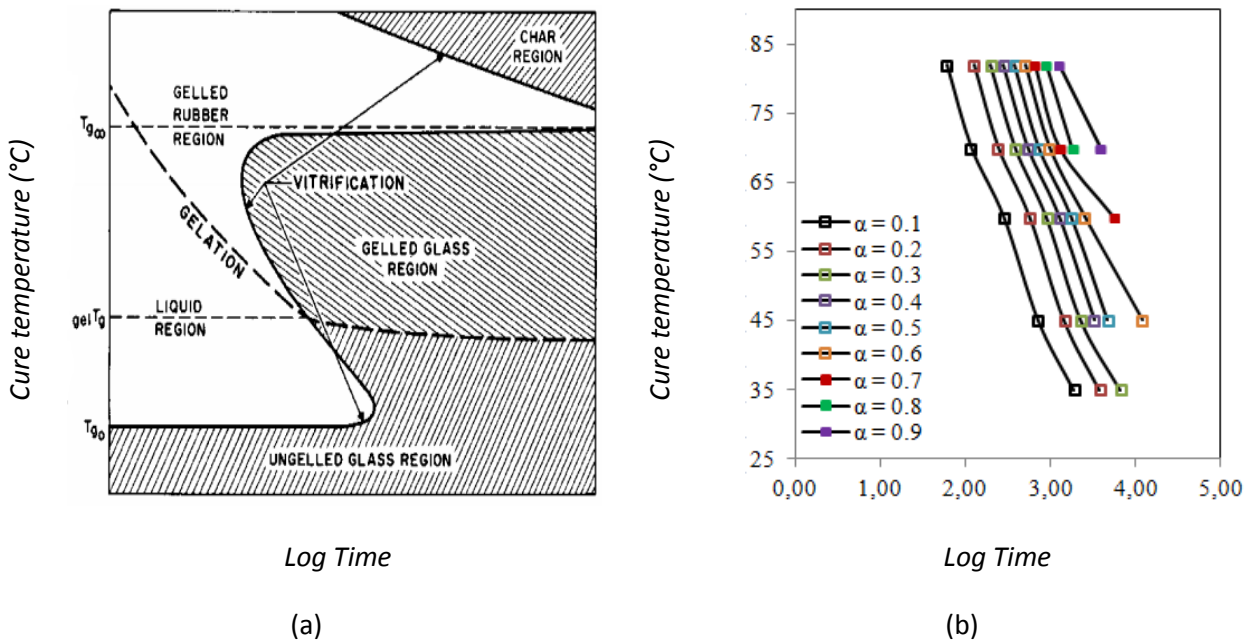 Cure temperature (°C)
CHAR
REGION
GELLED
RUBBER
REGION
Tg∞
VITRIFICATION
GELATION
GELLED GLASS
REGION
LIQUID
REGION
gelTg
Tg0
UNGELLED GLASS REGION
Log Time
(a)
Cure temperature (°C)
85
75
65
55
45
35
25
α = 0.1
α = 0.2
α = 0.3
α = 0.4
α = 0.5
α = 0.6
α = 0.7
α = 0.8
α = 0.9
0,00 1,00 2,00 3,00 4,00 5,00
Log Time
(b)